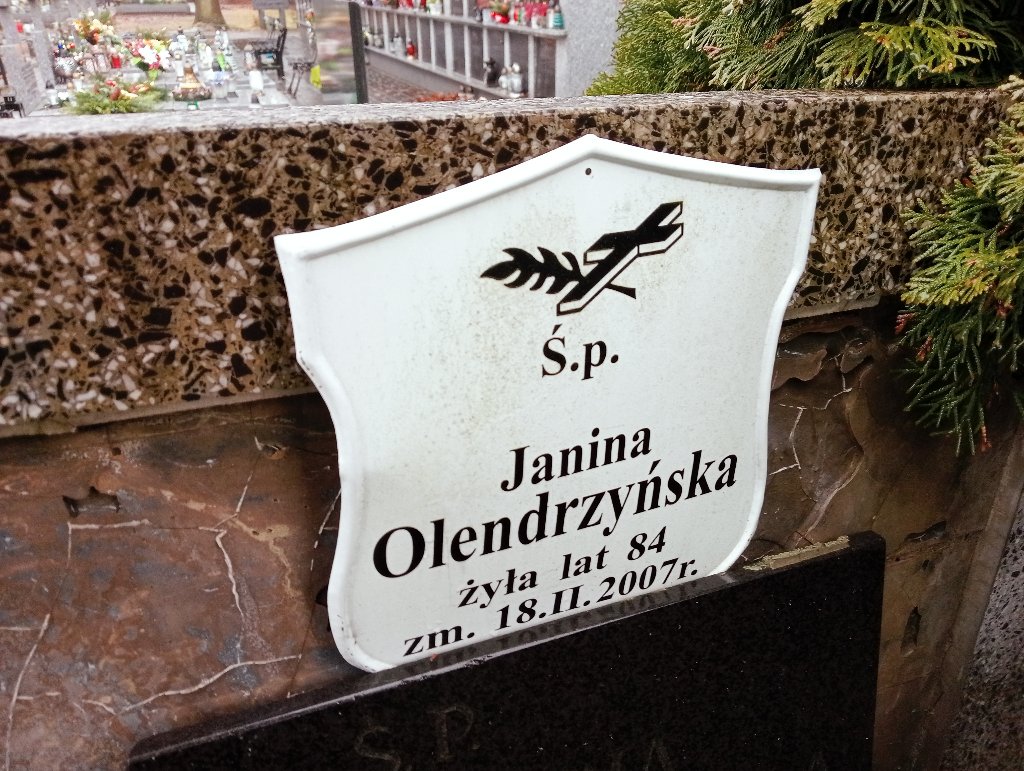 Ś.p.
Janina
Olendrzyńska
żyła lat 84
zm. 18.II.2007r.
Ś.P.